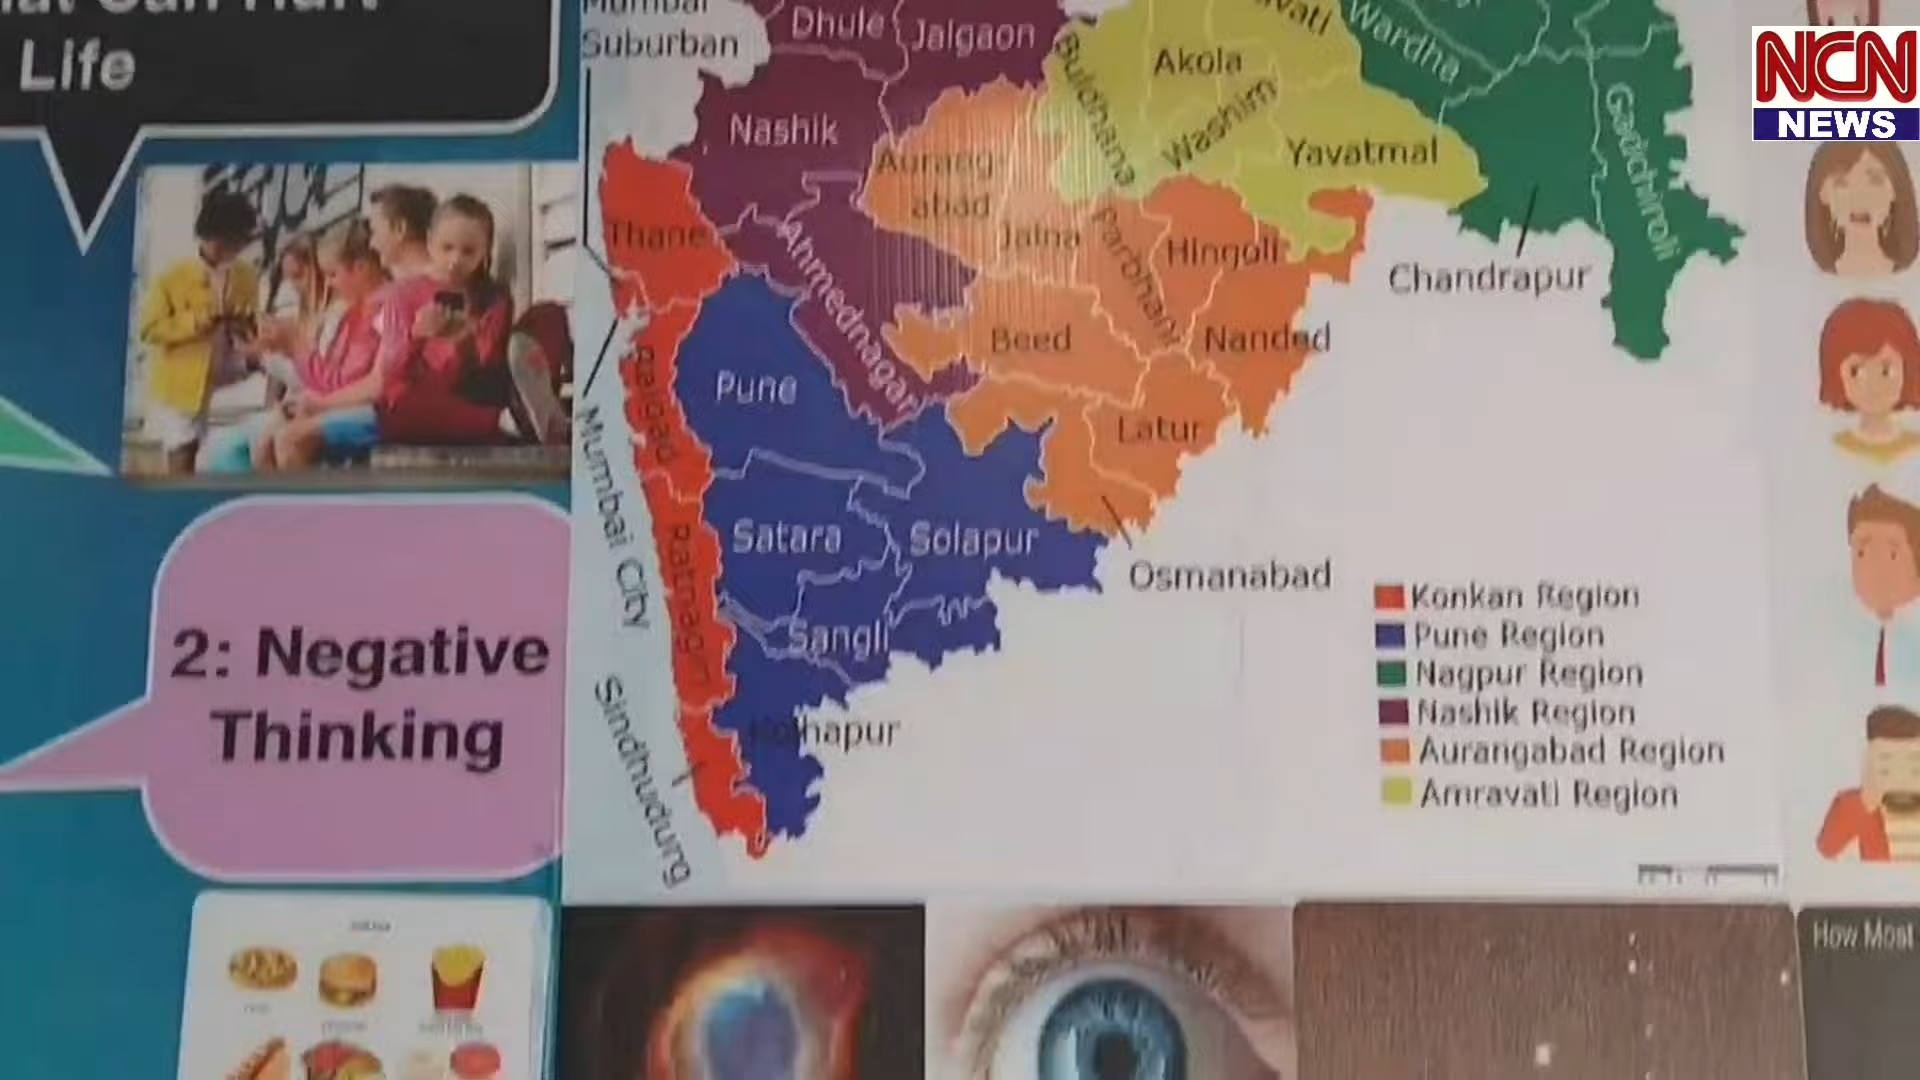 Life
Suburban
Dhule
Jalgaon
Akola
Wardha
Buldhana
Washim
Yavatmal
Gadchiroli
Nashik
Aurang-
abad
Jalna
Parbhani
Hingoli
Chandrapur
Thane
Ahmednagar
Beed
Nanded
Raigad
Pune
Latur
Mumbai City
Satara
Solapur
Osmanabad
Ratnagiri
Sangli
Sindhudurg
Konkan Region
Pune Region
Nagpur Region
Nashik Region
Aurangabad Region
Amravati Region
2: Negative
Thinking
How Most
NCN
NEWS